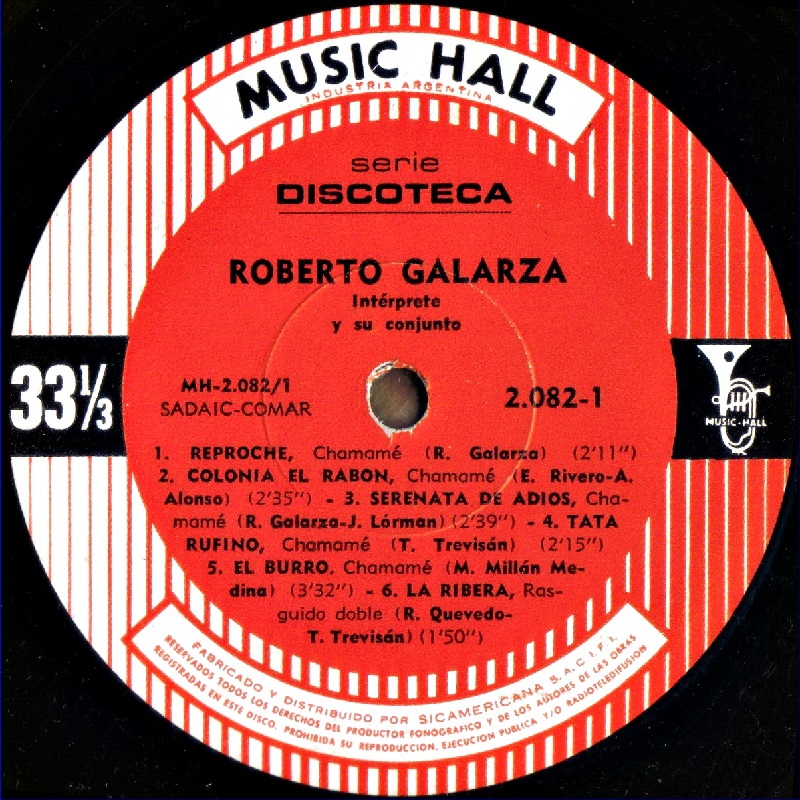 MUSIC HALL
INDUSTRIA ARGENTINA
serie
DISCOTECA
ROBERTO GALARZA
Intérprete
y su conjunto
33⅓
MH-2.082/1
SADAIC-COMAR
2.082-1
MUSIC-HALL
1. REPROCHE, Chamamé (R. Galarza) (2'11")
2. COLONIA EL RABON, Chamamé (E. Rivero-A.
Alonso) (2'35") - 3. SERENATA DE ADIOS, Cha-
mamé (R. Galarza-J. Lórman) (2'39") - 4. TATA
RUFINO, Chamamé (T. Trevisán) (2'15")
5. EL BURRO, Chamamé (M. Millán Me-
dina) (3'32") - 6. LA RIBERA, Ras-
guido doble (R. Quevedo-
T. Trevisán) (1'50")
FABRICADO Y DISTRIBUIDO POR SICAMERICANA S.A.C.I.F.I.
RESERVADOS TODOS LOS DERECHOS DEL PRODUCTOR FONOGRAFICO Y DE LOS AUTORES DE LAS OBRAS
REGISTRADAS EN ESTE DISCO. PROHIBIDA SU REPRODUCCION, EJECUCION PUBLICA Y/O RADIOTELEDIFUSION